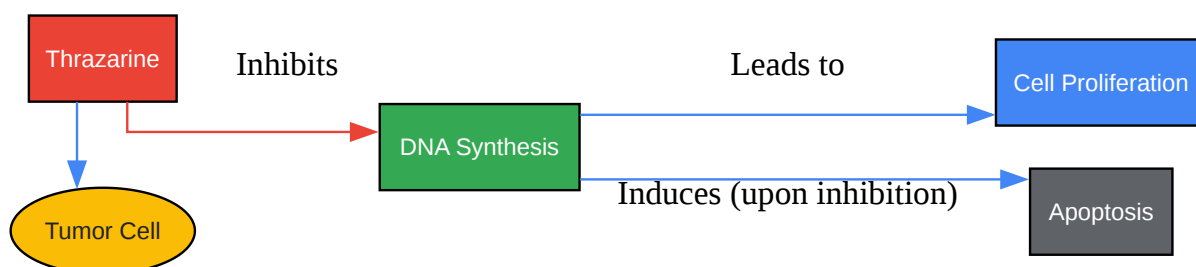 Thrazarine
Inhibits
Leads to
Cell Proliferation
DNA Synthesis
Induces (upon inhibition)
Apoptosis
Tumor Cell